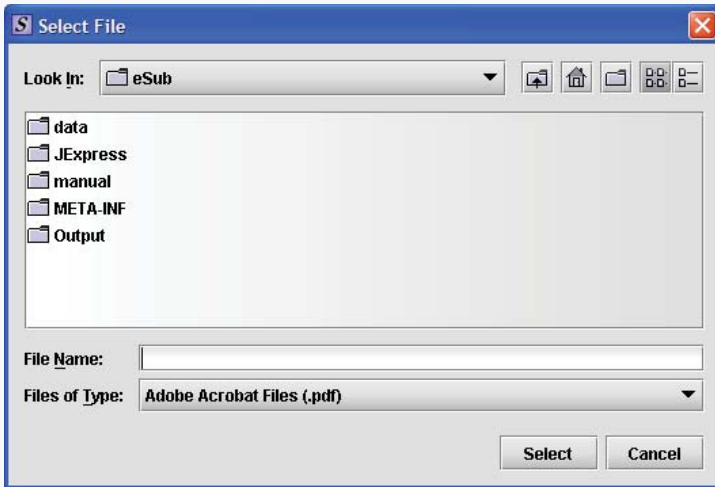 S Select File
Look In: eSub
data
JExpress
manual
META-INF
Output
File Name:
Files of Type: Adobe Acrobat Files (.pdf)
Select Cancel